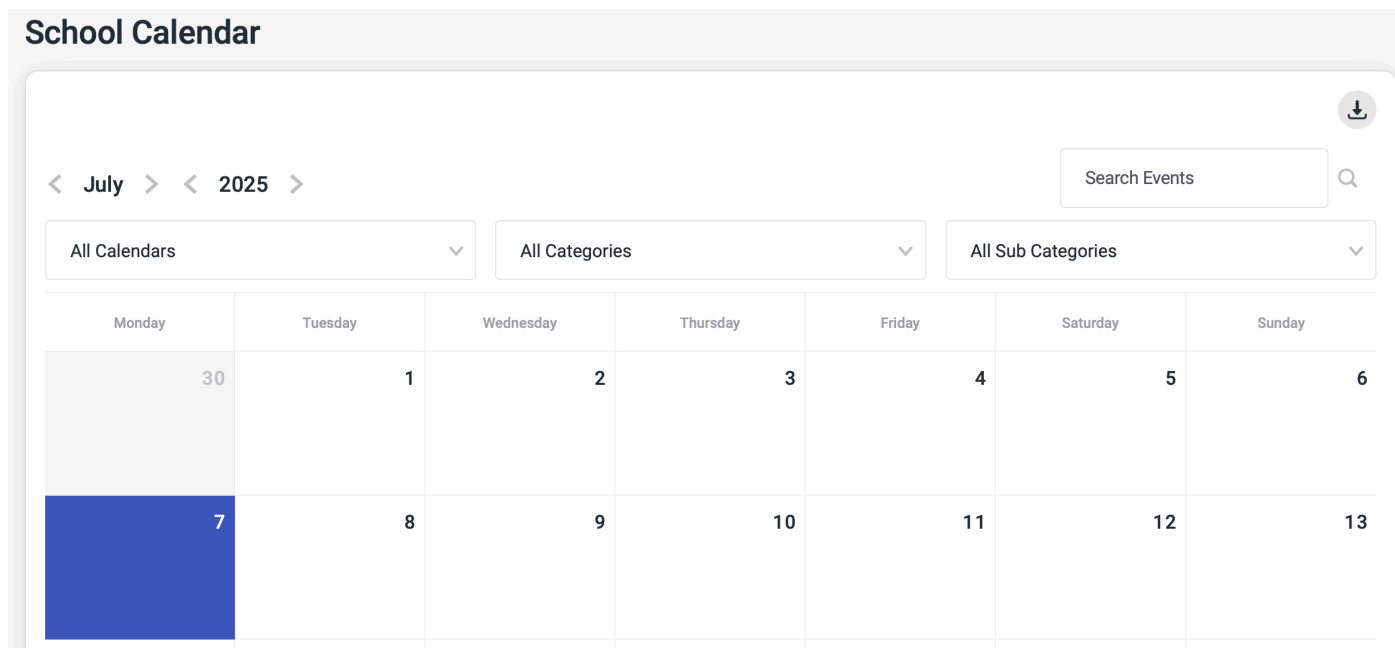 School Calendar
July 2025
Search Events
All Calendars All Categories All Sub Categories
Monday Tuesday Wednesday Thursday Friday Saturday Sunday
30 1 2 3 4 5 6
7 8 9 10 11 12 13